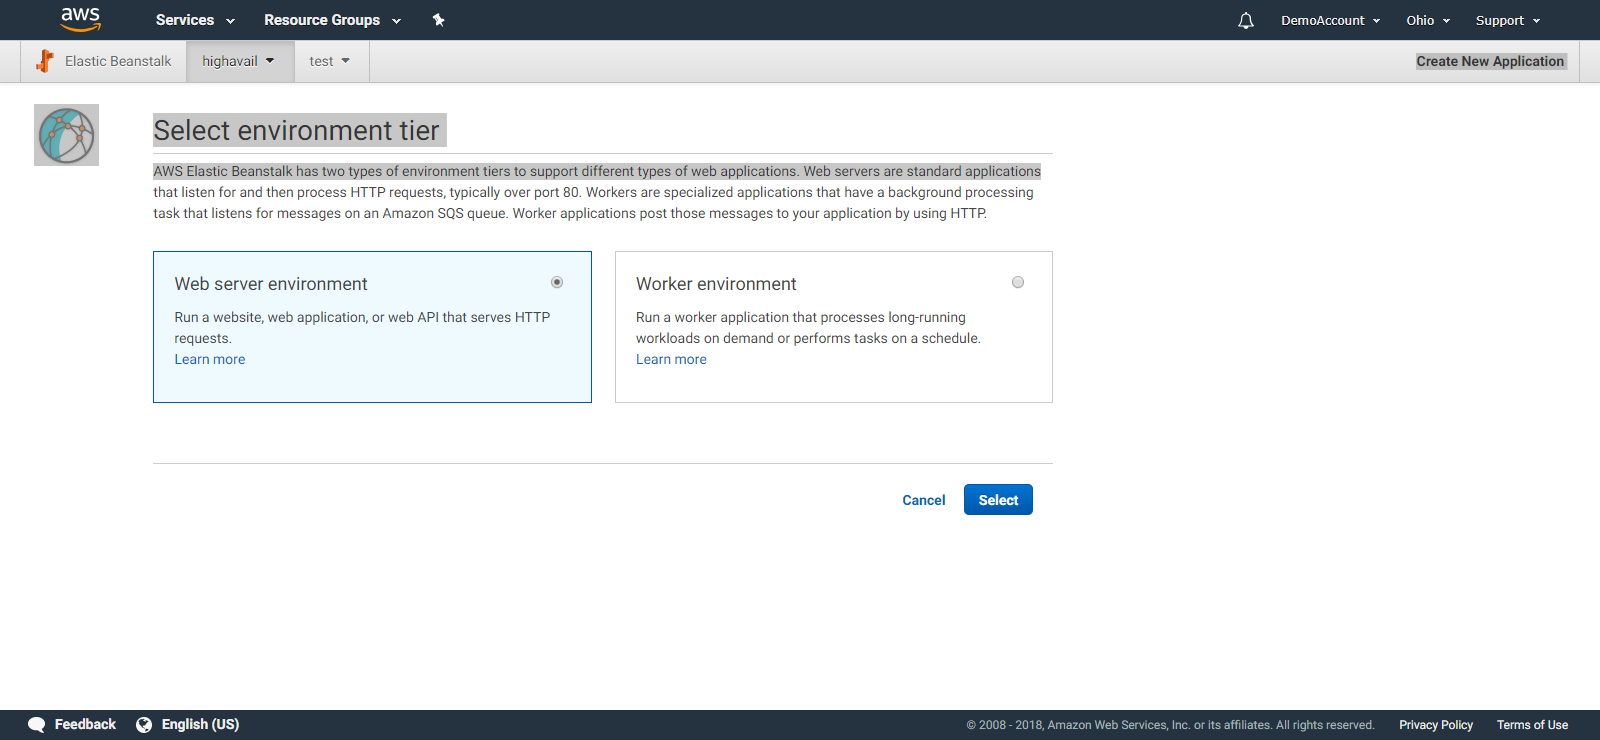 aws Services Resource Groups DemoAccount Ohio Support
Elastic Beanstalk highavail test Create New Application
Select environment tier
AWS Elastic Beanstalk has two types of environment tiers to support different types of web applications. Web servers are standard applications
that listen for and then process HTTP requests, typically over port 80. Workers are specialized applications that have a background processing
task that listens for messages on an Amazon SQS queue. Worker applications post those messages to your application by using HTTP.
Web server environment
Run a website, web application, or web API that serves HTTP
requests.
Learn more
Worker environment
Run a worker application that processes long-running
workloads on demand or performs tasks on a schedule.
Learn more
Cancel Select
Feedback English (US) © 2008 - 2018, Amazon Web Services, Inc. or its affiliates. All rights reserved. Privacy Policy Terms of Use